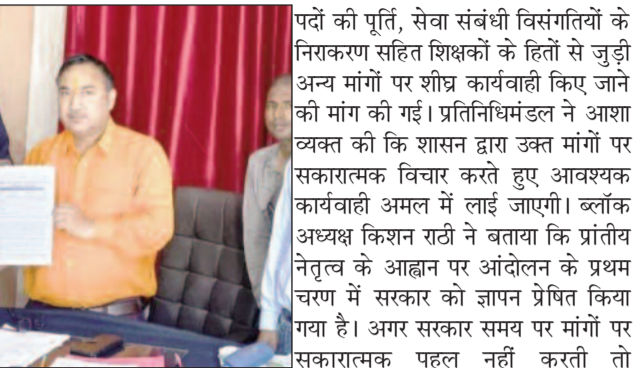 पदों की पूर्ति, सेवा संबंधी विसंगतियों के
निराकरण सहित शिक्षकों के हितों से जुड़ी
अन्य मांगों पर शीघ्र कार्यवाही किए जाने
की मांग की गई। प्रतिनिधिमंडल ने आशा
व्यक्त की कि शासन द्वारा उक्त मांगों पर
सकारात्मक विचार करते हुए आवश्यक
कार्यवाही अमल में लाई जाएगी। ब्लॉक
अध्यक्ष किशन राठी ने बताया कि प्रांतीय
नेतृत्व के आह्वान पर आंदोलन के प्रथम
चरण में सरकार को ज्ञापन प्रेषित किया
गया है। अगर सरकार समय पर मांगों पर
सकारात्मक पहल नहीं करती तो